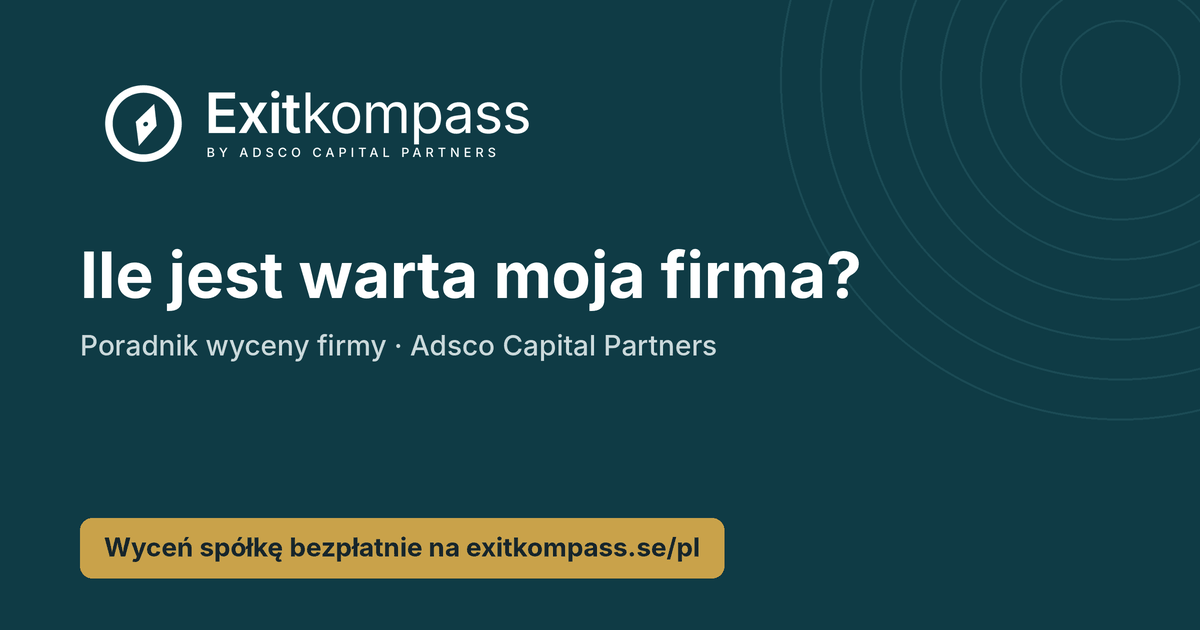 Exitkompass
BY ADSCO CAPITAL PARTNERS
Ile jest warta moja firma?
Poradnik wyceny firmy · Adsco Capital Partners
Wyceń spółkę bezpłatnie na exitkompass.se/pl